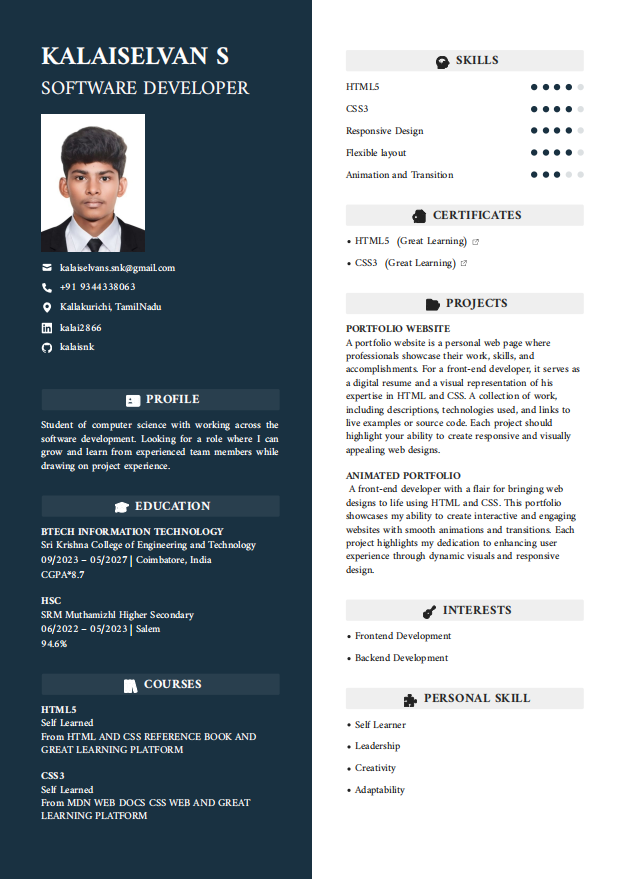 KALAISELVAN S
SOFTWARE DEVELOPER
kalaiselvans.snk@gmail.com
+91 9344338063
Kallakurichi, TamilNadu
kalai2866
kalaisnk
PROFILE
Student of computer science with working across the
software development. Looking for a role where I can
grow and learn from experienced team members while
drawing on project experience.
EDUCATION
BTECH INFORMATION TECHNOLOGY
Sri Krishna College of Engineering and Technology
09/2023 – 05/2027 | Coimbatore, India
CGPA*8.7
HSC
SRM Muthamizhl Higher Secondary
06/2022 – 05/2023 | Salem
94.6%
COURSES
HTML5
Self Learned
From HTML AND CSS REFERENCE BOOK AND
GREAT LEARNING PLATFORM
CSS3
Self Learned
From MDN WEB DOCS CSS WEB AND GREAT
LEARNING PLATFORM
SKILLS
HTML5
CSS3
Responsive Design
Flexible layout
Animation and Transition
CERTIFICATES
• HTML5 (Great Learning)
• CSS3 (Great Learning)
PROJECTS
PORTFOLIO WEBSITE
A portfolio website is a personal web page where
professionals showcase their work, skills, and
accomplishments. For a front-end developer, it serves as
a digital resume and a visual representation of his
expertise in HTML and CSS. A collection of work,
including descriptions, technologies used, and links to
live examples or source code. Each project should
highlight your ability to create responsive and visually
appealing web designs.
ANIMATED PORTFOLIO
A front-end developer with a flair for bringing web
designs to life using HTML and CSS. This portfolio
showcases my ability to create interactive and engaging
websites with smooth animations and transitions. Each
project highlights my dedication to enhancing user
experience through dynamic visuals and responsive
design.
INTERESTS
• Frontend Development
• Backend Development
PERSONAL SKILL
• Self Learner
• Leadership
• Creativity
• Adaptability